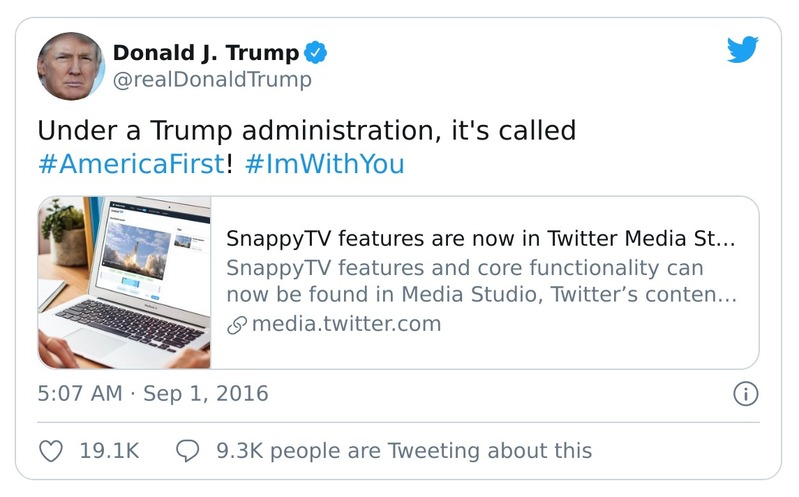 Donald J. Trump
@realDonaldTrump
Under a Trump administration, it's called
#AmericaFirst! #ImWithYou
SnappyTV features are now in Twitter Media St...
SnappyTV features and core functionality can
now be found in Media Studio, Twitter’s conten...
media.twitter.com
5:07 AM · Sep 1, 2016
19.1K
9.3K people are Tweeting about this